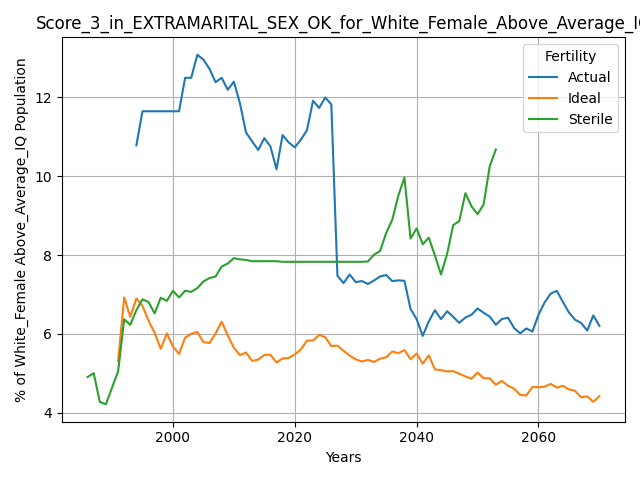 Score_3_in_EXTRAMARITAL_SEX_OK_for_White_Female_Above_Average_I
Fertility
Actual
Ideal
Sterile
% of White_Female Above_Average_IQ Population
12
10
8
6
4
2000
2020
2040
2060
Years